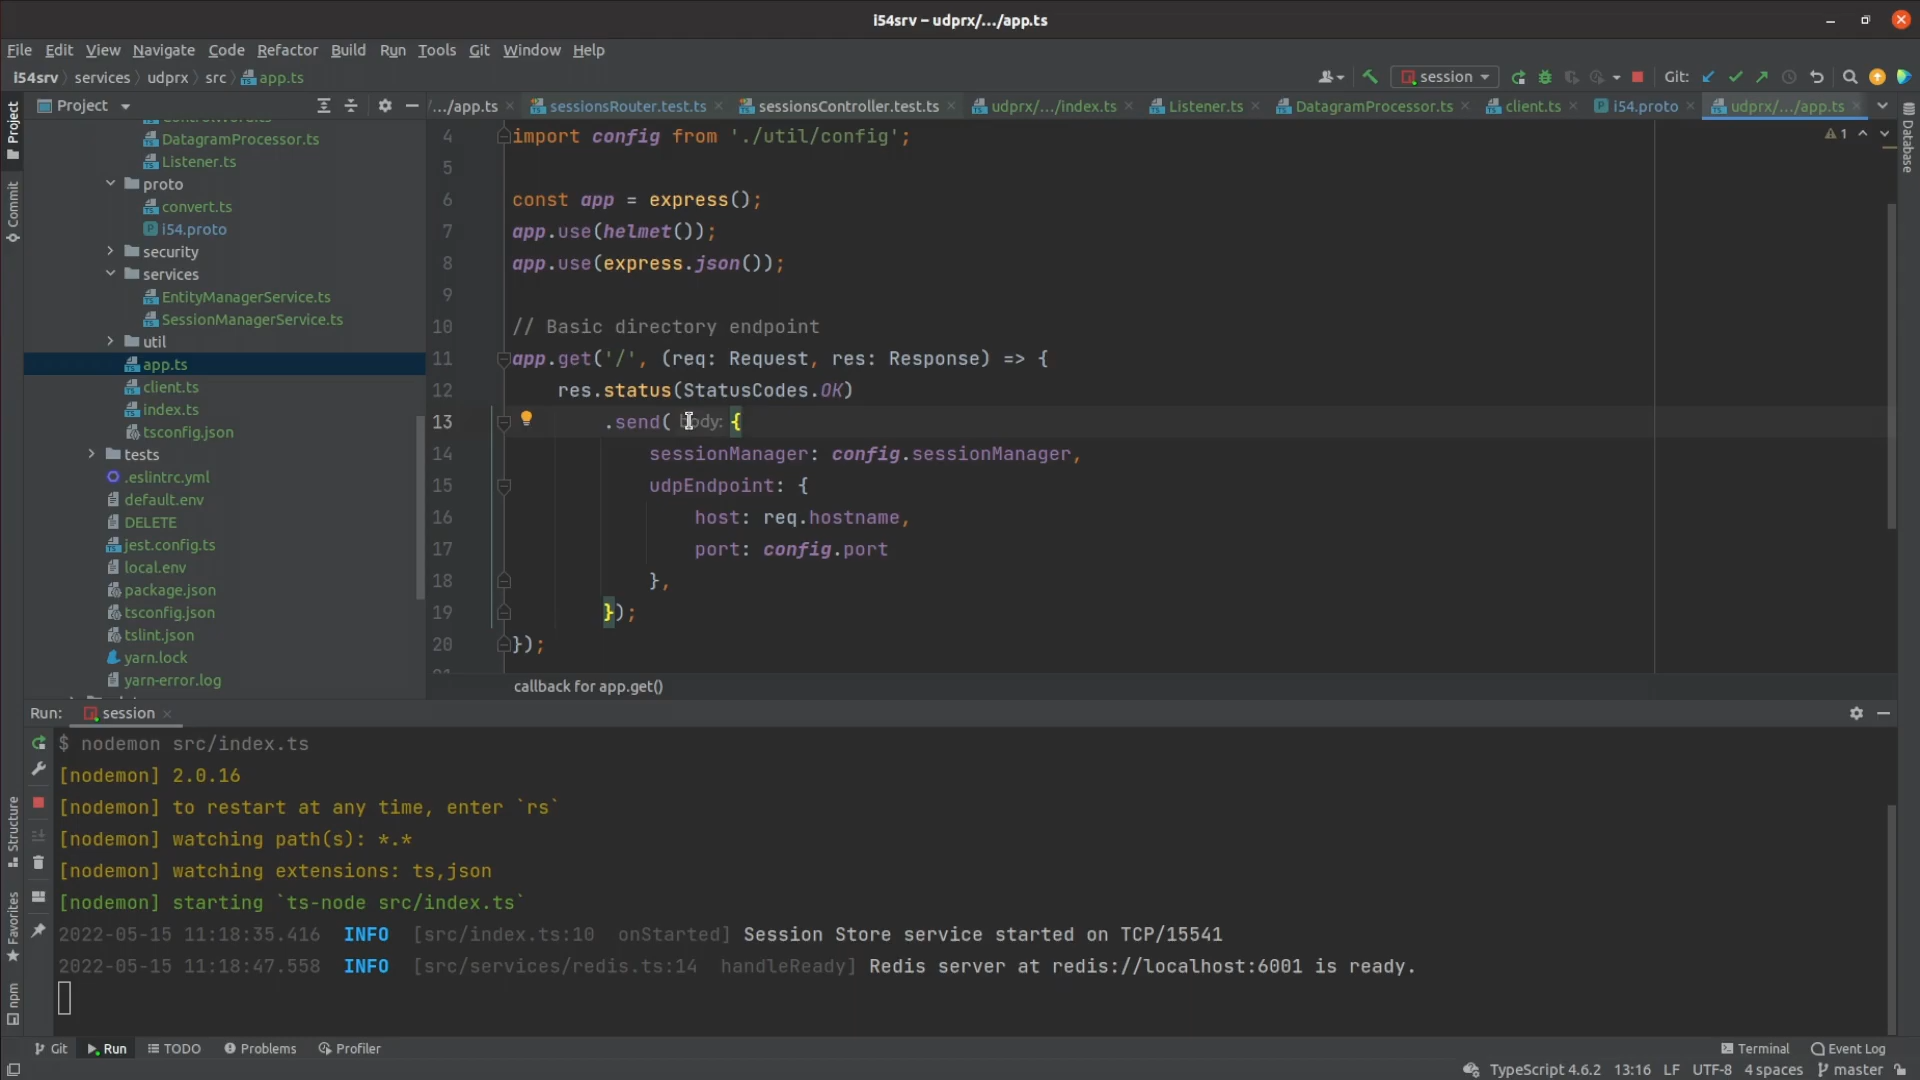 i54srv – udprx/.../app.ts
File Edit View Navigate Code Refactor Build Run Tools Git Window Help
i54srv services udprx src app.ts
session Git:
Project
.../app.ts sessionsRouter.test.ts sessionsController.test.ts udprx/.../index.ts Listener.ts DatagramProcessor.ts client.ts i54.proto udprx/.../app.ts
Project
Commit
Structure
Favorites
npm
Database
DatagramProcessor.ts
Listener.ts
proto
convert.ts
i54.proto
security
services
EntityManagerService.ts
SessionManagerService.ts
util
app.ts
client.ts
index.ts
tsconfig.json
tests
.eslintrc.yml
default.env
DELETE
jest.config.ts
local.env
package.json
tsconfig.json
tslint.json
yarn.lock
yarn-error.log
1
4 import config from './util/config';
5
6 const app = express();
7 app.use(helmet());
8 app.use(express.json());
9
10 // Basic directory endpoint
11 app.get('/', (req: Request, res: Response) => {
12 res.status(StatusCodes.OK)
13 .send( body: {
14 sessionManager: config.sessionManager,
15 udpEndpoint: {
16 host: req.hostname,
17 port: config.port
18 },
19 });
20 });
callback for app.get()
Run: session
$ nodemon src/index.ts
[nodemon] 2.0.16
[nodemon] to restart at any time, enter `rs`
[nodemon] watching path(s): *.*
[nodemon] watching extensions: ts,json
[nodemon] starting `ts-node src/index.ts`
2022-05-15 11:18:35.416 INFO [src/index.ts:10 onStarted] Session Store service started on TCP/15541
2022-05-15 11:18:47.558 INFO [src/services/redis.ts:14 handleReady] Redis server at redis://localhost:6001 is ready.
Git Run TODO Problems Profiler Terminal Event Log
TypeScript 4.6.2 13:16 LF UTF-8 4 spaces master